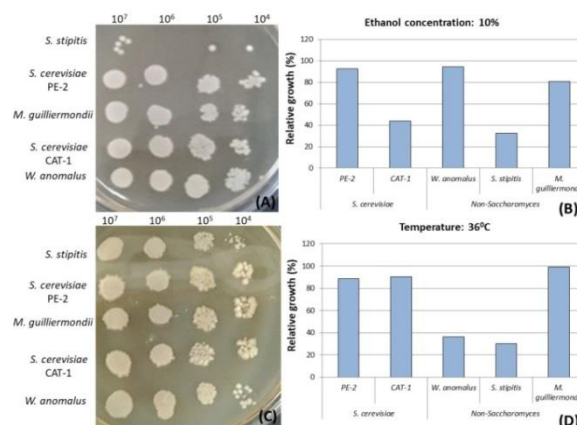 10⁷ 10⁶ 10⁵ 10⁴
S. stipitis
S. cerevisiae
PE-2
M. guilliermondii
S. cerevisiae
CAT-1
W. anomalus
(A)
Ethanol concentration: 10%
Relative growth (%)
100
80
60
40
20
0
PE-2 CAT-1 W. anomalus S. stipitis M.
guilliermondii
S. cerevisiae Non-Saccharomyces
(B)
10⁷ 10⁶ 10⁵ 10⁴
S. stipitis
S. cerevisiae
PE-2
M. guilliermondii
S. cerevisiae
CAT-1
W. anomalus
(C)
Temperature: 36⁰C
Relative growth (%)
100
80
60
40
20
0
PE-2 CAT-1 W. anomalus S. stipitis M.
guilliermondii
S. cerevisiae Non-Saccharomyces
(D)